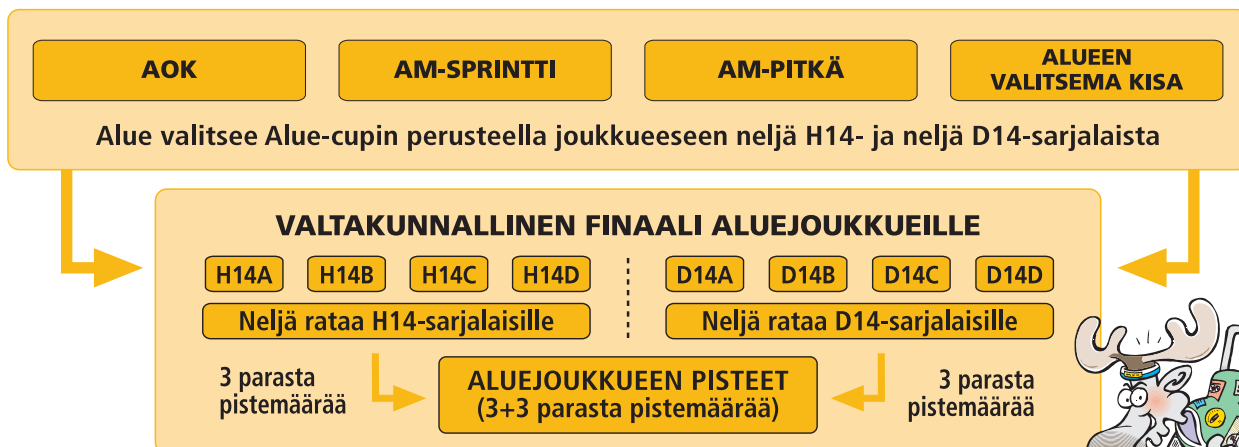 AOK
AM-SPRINTTI
AM-PITKÄ
ALUEEN
VALITSEMA KISA
Alue valitsee Alue-cupin perusteella joukkueeseen neljä H14- ja neljä D14-sarjalaista
VALTAKUNNALLINEN FINAALI ALUEJOUKKUEILLE
H14A H14B H14C H14D D14A D14B D14C D14D
Neljä rataa H14-sarjalaisille
Neljä rataa D14-sarjalaisille
3 parasta
pistemäärää
ALUEJOUKKUEEN PISTEET
(3+3 parasta pistemäärää)
3 parasta
pistemäärää